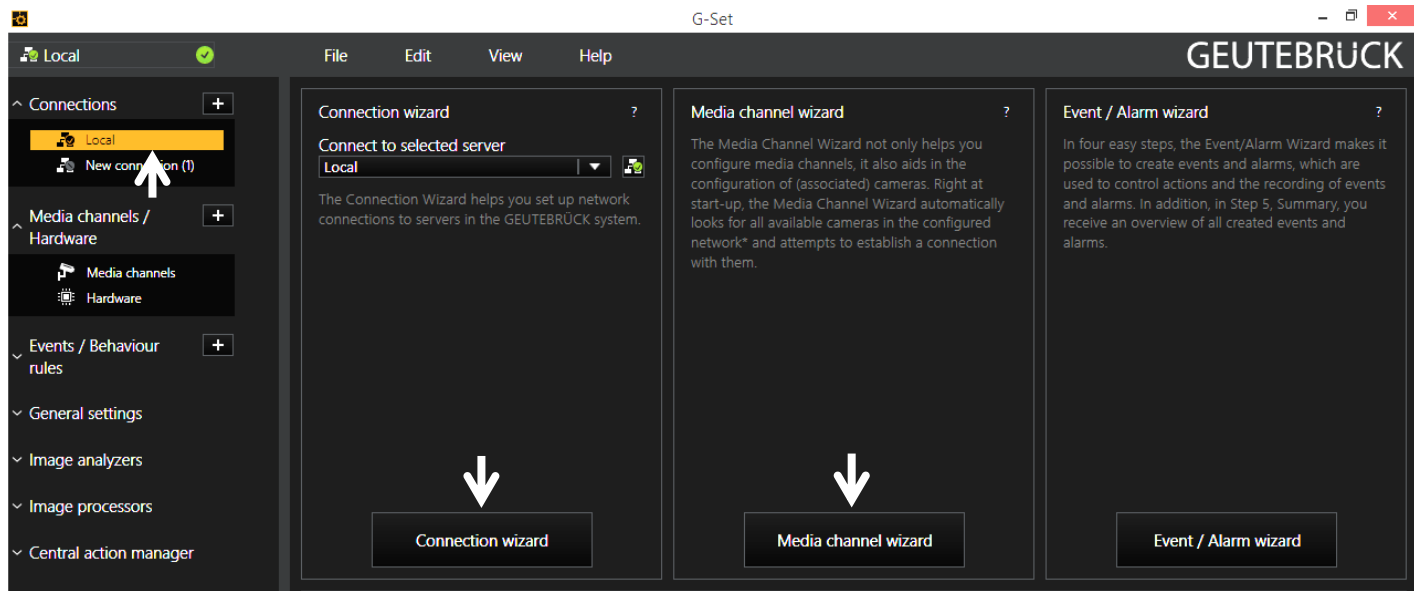 G-Set
Local
File Edit View Help
GEUTEBRÜCK
Connections +
Local
New connection (1)
Media channels / +
Hardware
Media channels
Hardware
Events / Behaviour +
rules
General settings
Image analyzers
Image processors
Central action manager
Connection wizard ?
Connect to selected server
Local
The Connection Wizard helps you set up network
connections to servers in the GEUTEBRÜCK system.
Connection wizard
Media channel wizard ?
The Media Channel Wizard not only helps you
configure media channels, it also aids in the
configuration of (associated) cameras. Right at
start-up, the Media Channel Wizard automatically
looks for all available cameras in the configured
network* and attempts to establish a connection
with them.
Media channel wizard
Event / Alarm wizard ?
In four easy steps, the Event/Alarm Wizard makes it
possible to create events and alarms, which are
used to control actions and the recording of events
and alarms. In addition, in Step 5, Summary, you
receive an overview of all created events and
alarms.
Event / Alarm wizard